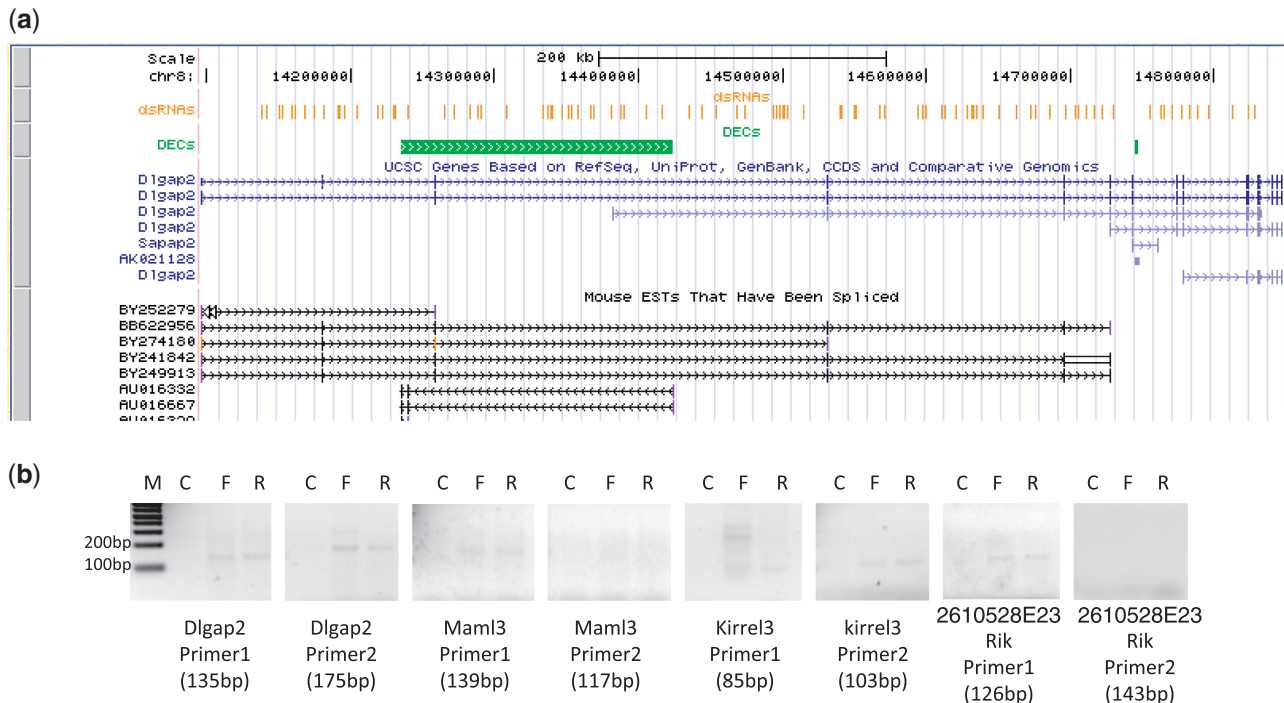 (a)
Scale 200 kb
chr8: 14200000 14300000 14400000 14500000 14600000 14700000 14800000
dsRNAs
dsRNAs
DECs
DECs
UCSC Genes Based on RefSeq, UniProt, GenBank, CCDS and Comparative Genomics
Dlgap2
Dlgap2
Dlgap2
Dlgap2
Sapap2
AK021128
Dlgap2
Mouse ESTs That Have Been Spliced
BY252279
BB622956
BY274180
BY241842
BY249913
AU016332
AU016667
(b)
M C F R C F R C F R C F R C F R C F R C F R C F R
200bp
100bp
Dlgap2 Primer1 (135bp)
Dlgap2 Primer2 (175bp)
Maml3 Primer1 (139bp)
Maml3 Primer2 (117bp)
Kirrel3 Primer1 (85bp)
kirrel3 Primer2 (103bp)
2610528E23 Rik Primer1 (126bp)
2610528E23 Rik Primer2 (143bp)